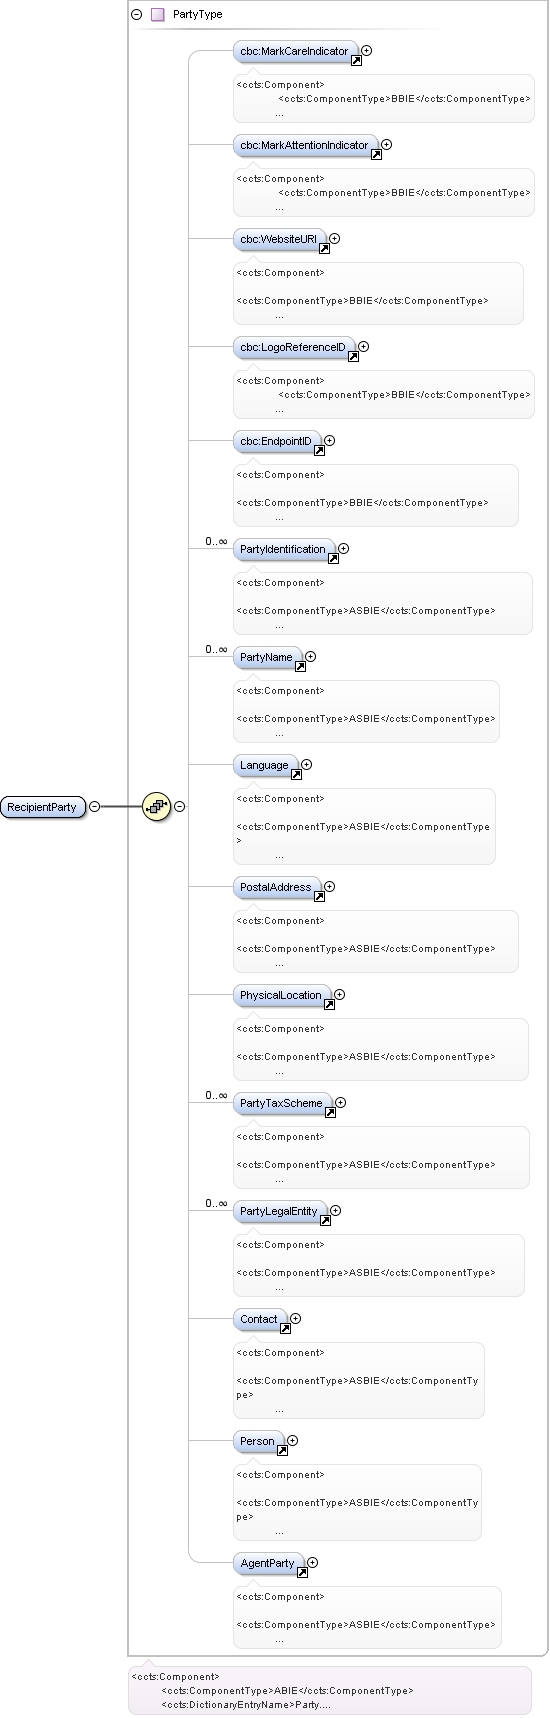 PartyType
cbc:MarkCareIndicator
<ccts:Component>
<ccts:ComponentType>BBIE</ccts:ComponentType>
...
cbc:MarkAttentionIndicator
<ccts:Component>
<ccts:ComponentType>BBIE</ccts:ComponentType>
...
cbc:WebsiteURI
<ccts:Component>
<ccts:ComponentType>BBIE</ccts:ComponentType>
...
cbc:LogoReferenceID
<ccts:Component>
<ccts:ComponentType>BBIE</ccts:ComponentType>
...
cbc:EndpointID
<ccts:Component>
<ccts:ComponentType>BBIE</ccts:ComponentType>
...
0..∞
PartyIdentification
<ccts:Component>
<ccts:ComponentType>ASBIE</ccts:ComponentType>
...
0..∞
PartyName
<ccts:Component>
<ccts:ComponentType>ASBIE</ccts:ComponentType>
...
Language
<ccts:Component>
<ccts:ComponentType>ASBIE</ccts:ComponentType
>
...
RecipientParty
PostalAddress
<ccts:Component>
<ccts:ComponentType>ASBIE</ccts:ComponentType>
...
PhysicalLocation
<ccts:Component>
<ccts:ComponentType>ASBIE</ccts:ComponentType>
...
0..∞
PartyTaxScheme
<ccts:Component>
<ccts:ComponentType>ASBIE</ccts:ComponentType>
...
0..∞
PartyLegalEntity
<ccts:Component>
<ccts:ComponentType>ASBIE</ccts:ComponentType>
...
Contact
<ccts:Component>
<ccts:ComponentType>ASBIE</ccts:ComponentTy
pe>
...
Person
<ccts:Component>
<ccts:ComponentType>ASBIE</ccts:ComponentTy
pe>
...
AgentParty
<ccts:Component>
<ccts:ComponentType>ASBIE</ccts:ComponentType>
...
<ccts:Component>
<ccts:ComponentType>ABIE</ccts:ComponentType>
<ccts:DictionaryEntryName>Party....